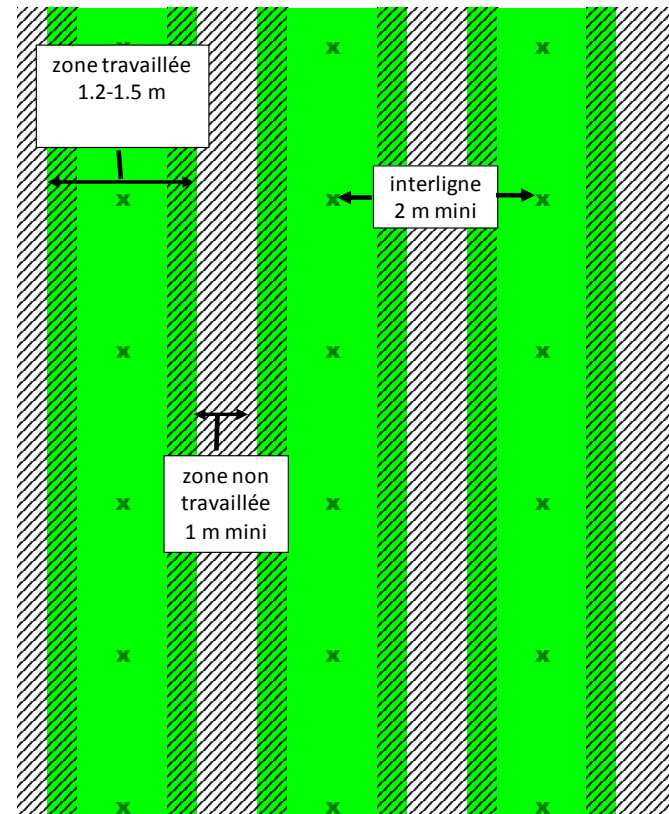 zone travaillée
1.2-1.5 m
interligne
2 m mini
zone non
travaillée
1 m mini